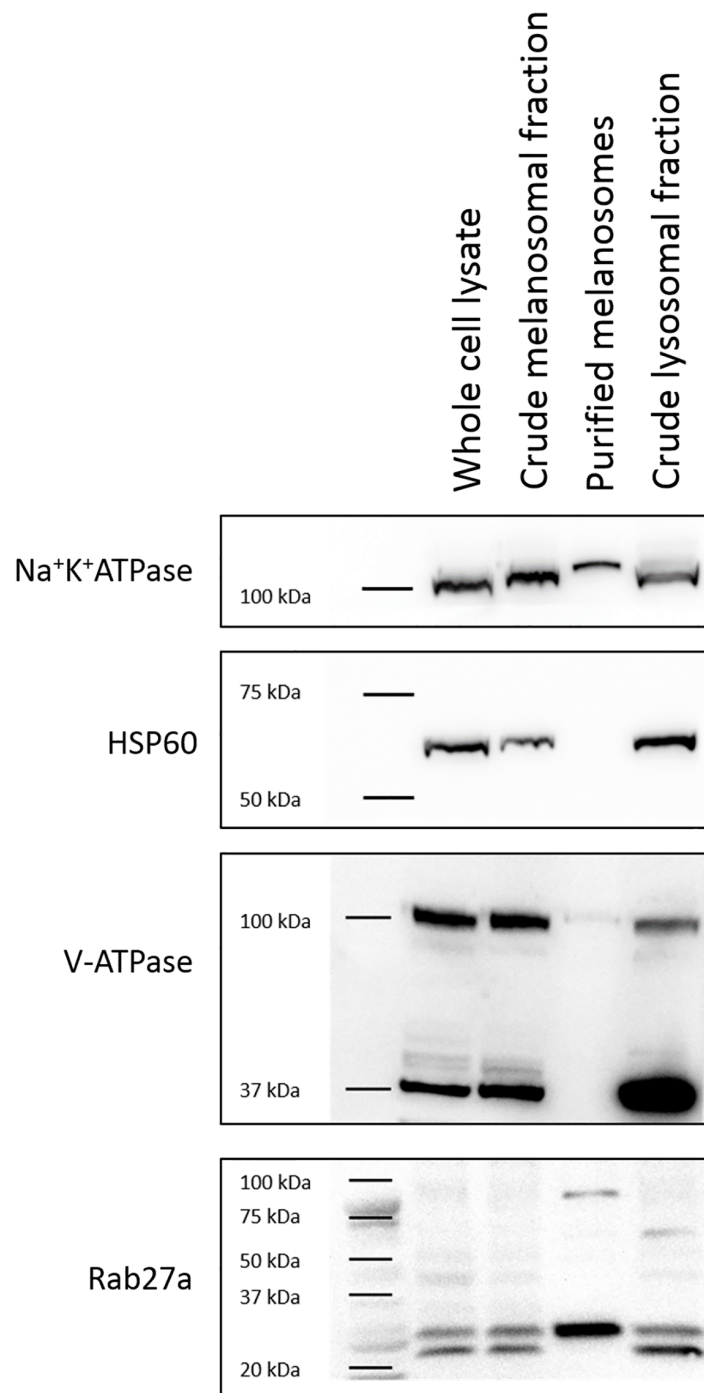 Whole cell lysate
Crude melanosomal fraction
Purified melanosomes
Crude lysosomal fraction
Na⁺K⁺ATPase
100 kDa
75 kDa
HSP60
50 kDa
100 kDa
V-ATPase
37 kDa
100 kDa
75 kDa
50 kDa
Rab27a
37 kDa
20 kDa